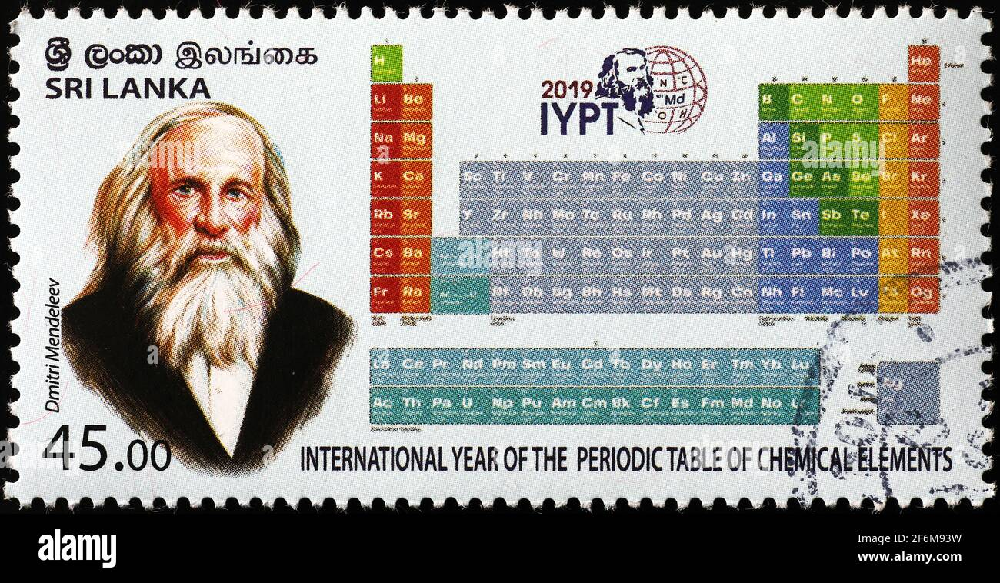 ශ්‍රී ලංකා இலங்கை
SRI LANKA
2019
IYPT
N C
Md
O H
Dmitri Mendeleev
45.00
H He
Li Be B C N O F Ne
Na Mg Al Si P S Cl Ar
K Ca Sc Ti V Cr Mn Fe Co Ni Cu Zn Ga Ge As Se Br Kr
Rb Sr Y Zr Nb Mo Tc Ru Rh Pd Ag Cd In Sn Sb Te I Xe
Cs Ba Hf Ta W Re Os Ir Pt Au Hg Tl Pb Bi Po At Rn
Fr Ra Rf Db Sg Bh Hs Mt Ds Rg Cn Nh Fl Mc Lv Ts Og
La Ce Pr Nd Pm Sm Eu Gd Tb Dy Ho Er Tm Yb Lu
Ac Th Pa U Np Pu Am Cm Bk Cf Es Fm Md No
Ag
INTERNATIONAL YEAR OF THE PERIODIC TABLE OF CHEMICAL ELEMENTS
alamy
Image ID: 2F6M93W
www.alamy.com